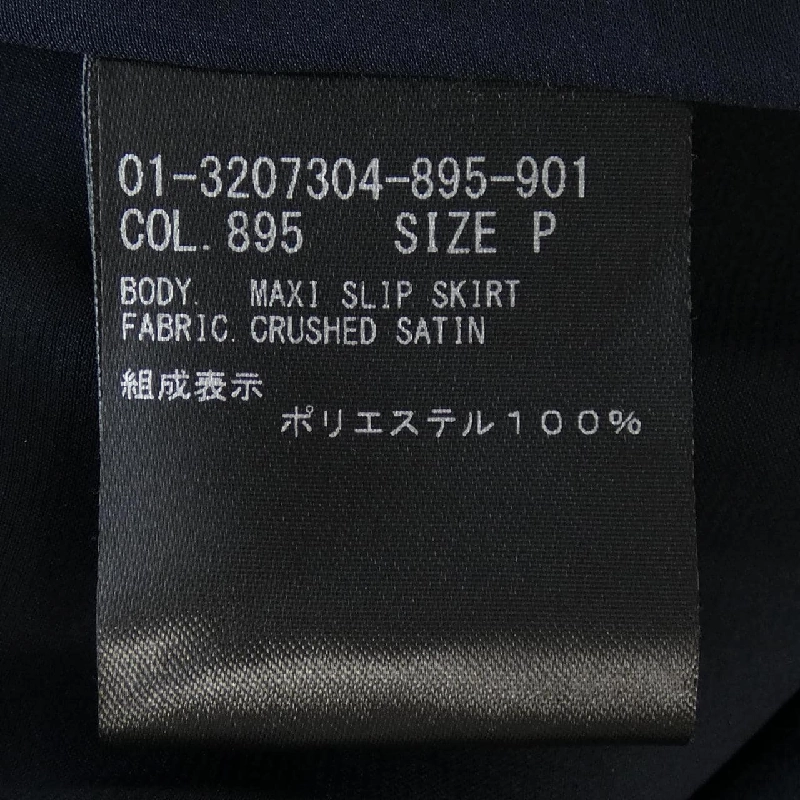 01-3207304-895-901
COL. 895 SIZE P
BODY. MAXI SLIP SKIRT
FABRIC. CRUSHED SATIN
組成表示
ポリエステル１００％